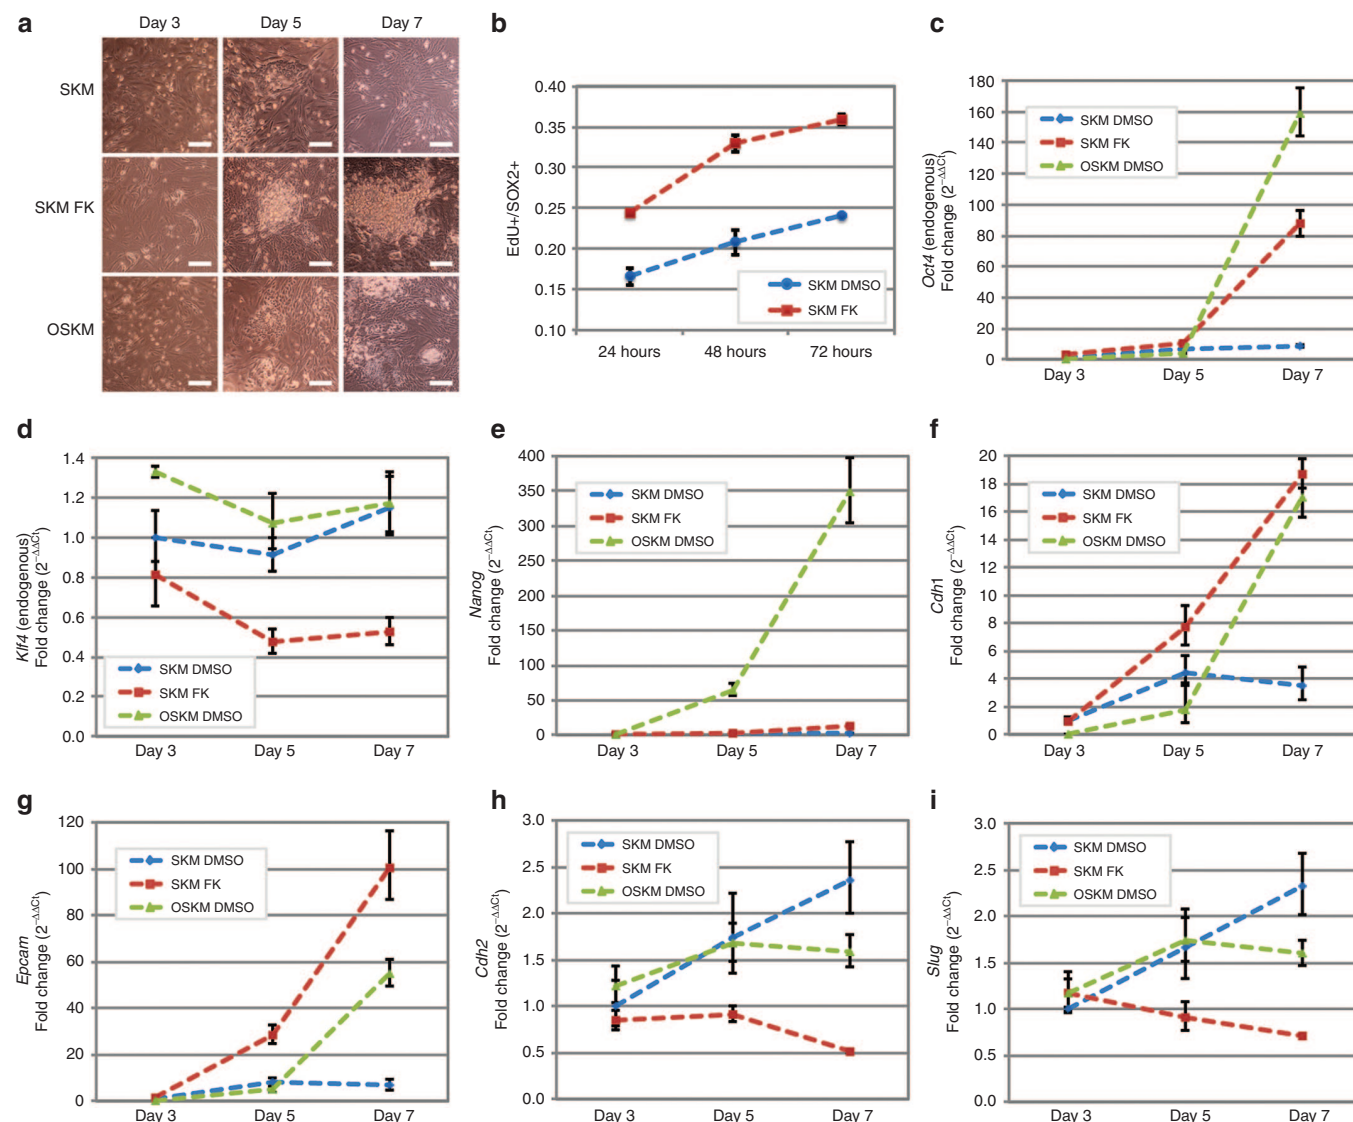 a
Day 3 Day 5 Day 7
SKM
SKM FK
OSKM
b
EdU+/SOX2+
0.40
0.35
0.30
0.25
0.20
0.15
0.10
SKM DMSO
SKM FK
24 hours 48 hours 72 hours
c
Oct4 (endogenous)
Fold change (2−ΔΔCt)
180
160
140
120
100
80
60
40
20
0
SKM DMSO
SKM FK
OSKM DMSO
Day 3 Day 5 Day 7
d
Klf4 (endogenous)
Fold change (2−ΔΔCt)
1.4
1.2
1.0
0.8
0.6
0.4
0.2
0.0
SKM DMSO
SKM FK
OSKM DMSO
Day 3 Day 5 Day 7
e
Nanog
Fold change (2−ΔΔCt)
400
350
300
250
200
150
100
50
0
SKM DMSO
SKM FK
OSKM DMSO
Day 3 Day 5 Day 7
f
Cdh1
Fold change (2−ΔΔCt)
20
18
16
14
12
10
8
6
4
2
0
SKM DMSO
SKM FK
OSKM DMSO
Day 3 Day 5 Day 7
g
Epcam
Fold change (2−ΔΔCt)
120
100
80
60
40
20
0
SKM DMSO
SKM FK
OSKM DMSO
Day 3 Day 5 Day 7
h
Cdh2
Fold change (2−ΔΔCt)
3.0
2.5
2.0
1.5
1.0
0.5
0.0
SKM DMSO
SKM FK
OSKM DMSO
Day 3 Day 5 Day 7
i
Slug
Fold change (2−ΔΔCt)
3.0
2.5
2.0
1.5
1.0
0.5
0.0
SKM DMSO
SKM FK
OSKM DMSO
Day 3 Day 5 Day 7